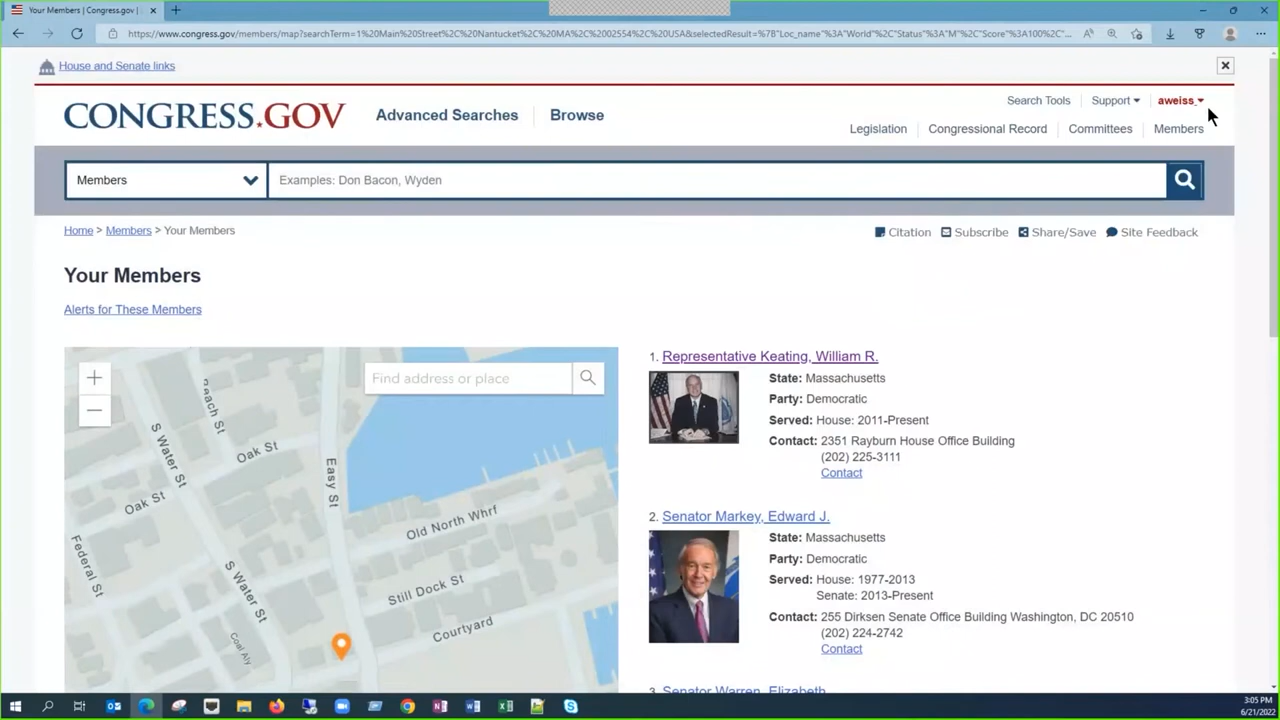 Your Members | Congress.gov |
https://www.congress.gov/members/map?searchTerm=1%20Main%20Street%2C%20Nantucket%2C%20MA%2C%2002554%2C%20USA&selectedResult=%7B"Loc_name"%3A"World"%2C"Status"%3A"M"%2C"Score"%3A100%2C"C...
House and Senate links
CONGRESS.GOV
Advanced Searches
Browse
Search Tools
Support
aweiss_
Legislation
Congressional Record
Committees
Members
Members
Examples: Don Bacon, Wyden
Home > Members > Your Members
Citation
Subscribe
Share/Save
Site Feedback
Your Members
Alerts for These Members
Find address or place
Beach St
S Water St
Oak St
Easy St
Oak St
Old North Whrf
Federal St
S Water St
Still Dock St
Courtyard
Coal Aly
1. Representative Keating, William R.
State: Massachusetts
Party: Democratic
Served: House: 2011-Present
Contact: 2351 Rayburn House Office Building
(202) 225-3111
Contact
2. Senator Markey, Edward J.
State: Massachusetts
Party: Democratic
Served: House: 1977-2013
Senate: 2013-Present
Contact: 255 Dirksen Senate Office Building Washington, DC 20510
(202) 224-2742
Contact
3. Senator Warren, Elizabeth
3:05 PM
6/21/2022